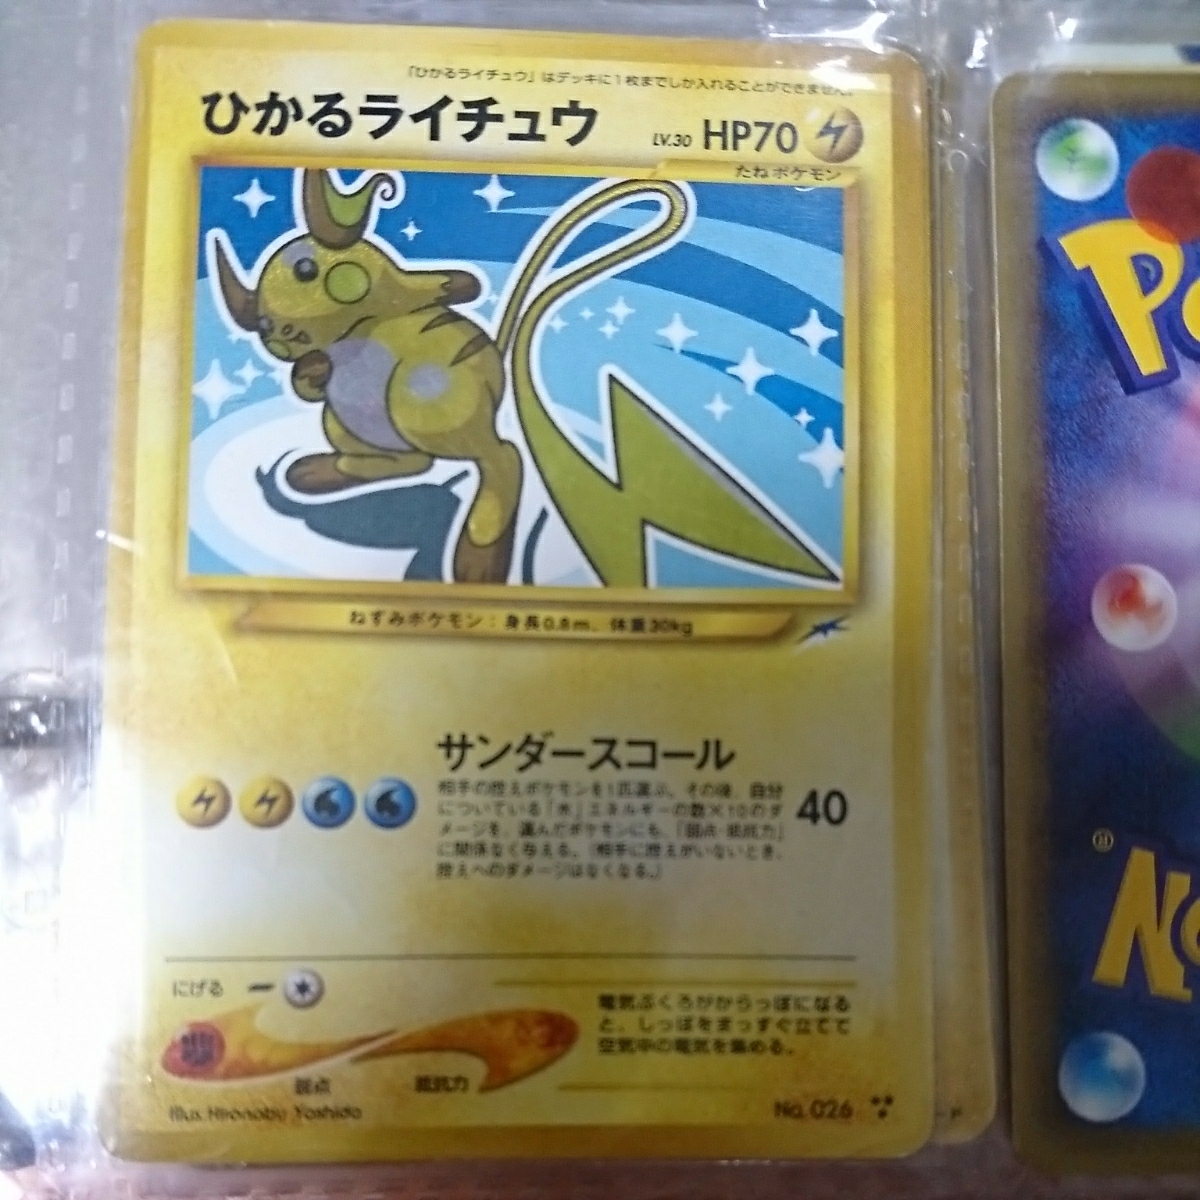 「ひかるライチュウ」はデッキに1枚までしか入れることができません。
ひかるライチュウ
LV.30 HP70
たねポケモン
ねずみポケモン:身長0.8m、体重30kg
サンダースコール
相手の控えポケモンを1匹選ぶ。その後、自分
についている「水」エネルギーの数×10のダ
メージを、選んだポケモンにも、「弱点・抵抗力」
に関係なく与える。(相手に控えがいないとき、
控えへのダメージはなくなる。)
40
にげる
弱点
抵抗力
電気ぶくろがからっぽになる
と、しっぽをまっすぐ立てて
空気中の電気を集める。
Illus. Hironobu Yoshida
No. 026
Po